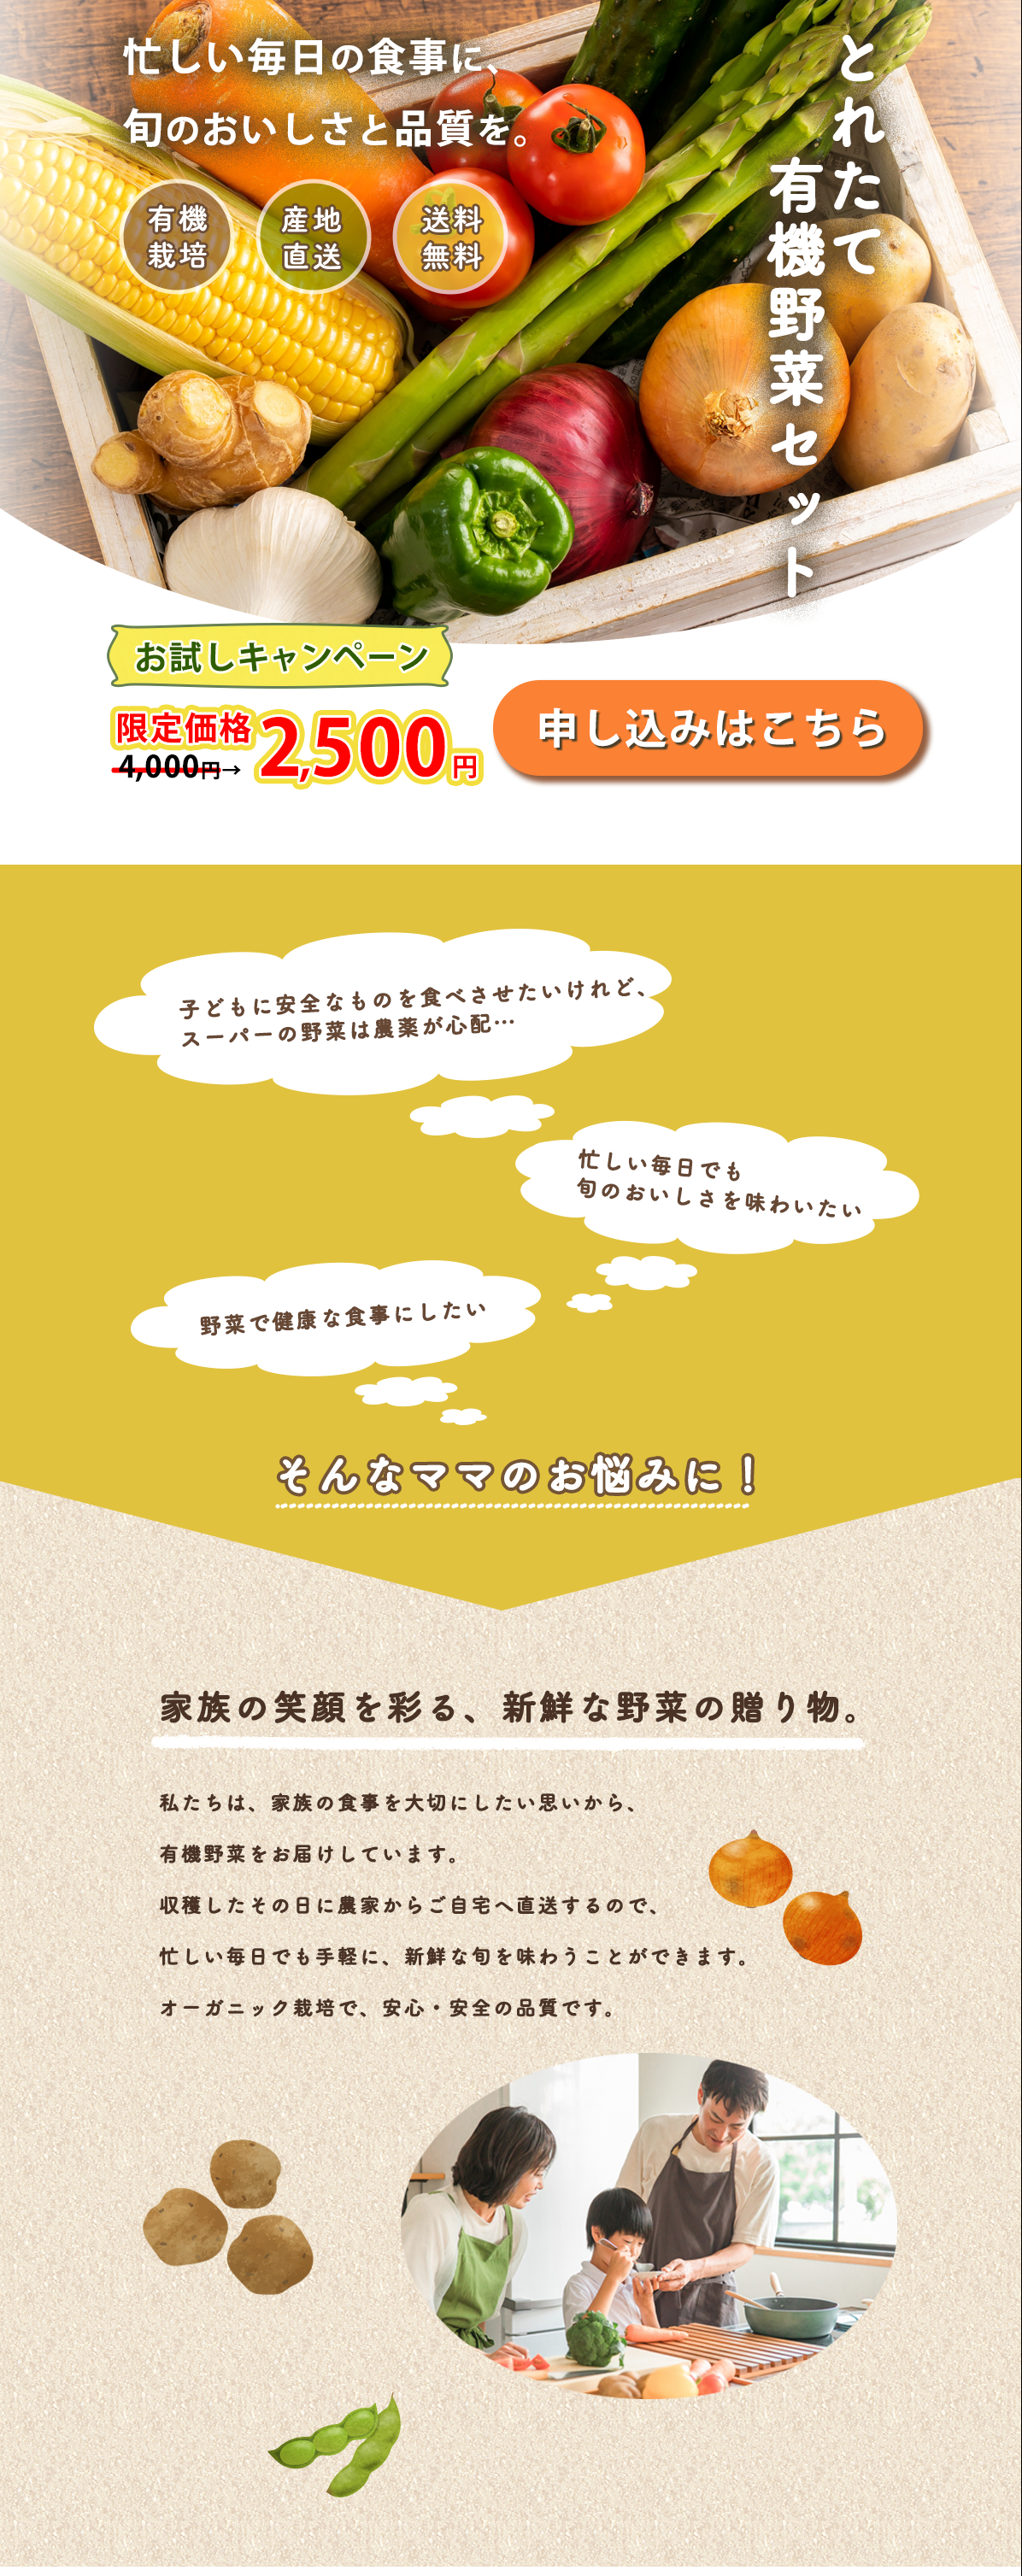 忙しい毎日の食事に、
旬のおいしさと品質を。
とれたて
有機野菜セット
有機
栽培
産地
直送
送料
無料
お試しキャンペーン
限定価格
4,000円→
2,500円
申し込みはこちら
子どもに安全なものを食べさせたいけれど、
スーパーの野菜は農薬が心配…
忙しい毎日でも
旬のおいしさを味わいたい
野菜で健康な食事にしたい
そんなママのお悩みに！
家族の笑顔を彩る、新鮮な野菜の贈り物。
私たちは、家族の食事を大切にしたい思いから、
有機野菜をお届けしています。
収穫したその日に農家からご自宅へ直送するので、
忙しい毎日でも手軽に、新鮮な旬を味わうことができます。
オーガニック栽培で、安心・安全の品質です。